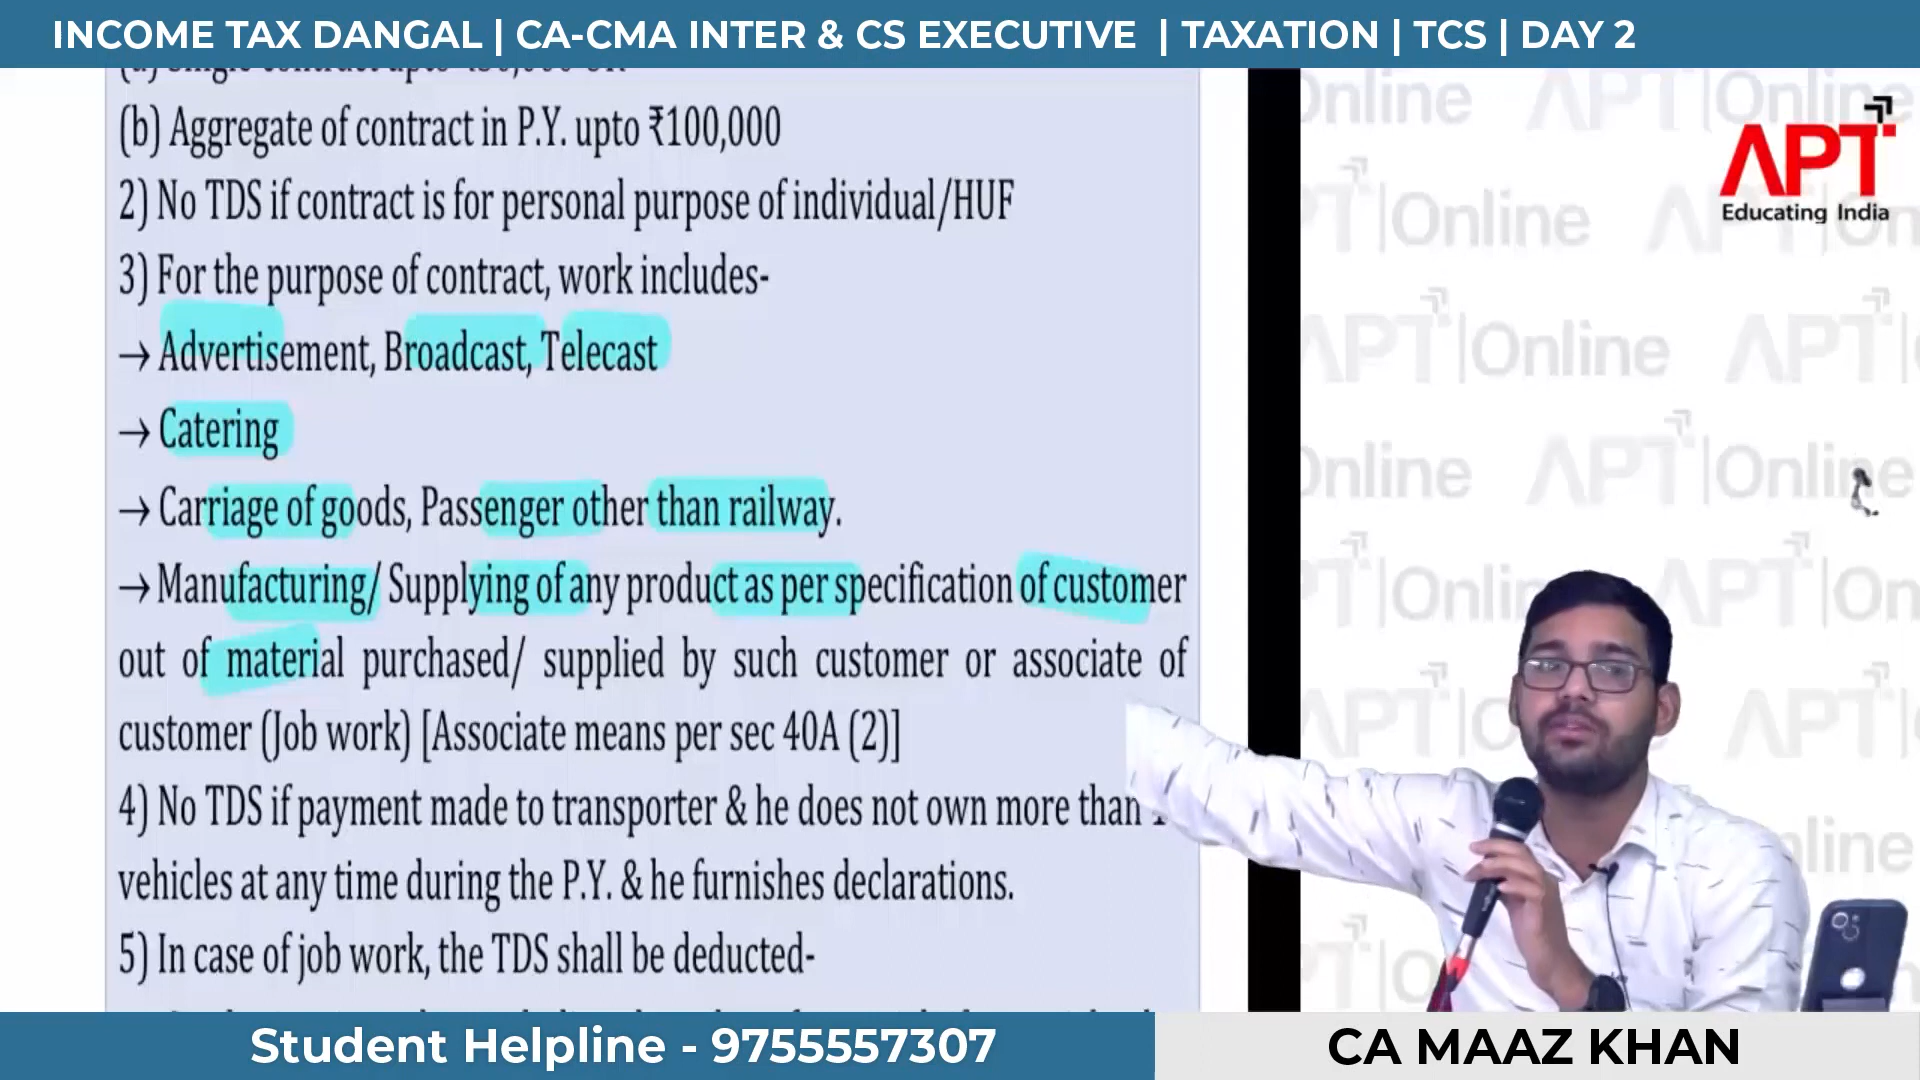 INCOME TAX DANGAL | CA-CMA INTER & CS EXECUTIVE | TAXATION | TCS | DAY 2
(b) Aggregate of contract in P.Y. upto ₹100,000
2) No TDS if contract is for personal purpose of individual/HUF
3) For the purpose of contract, work includes-
→ Advertisement, Broadcast, Telecast
→ Catering
→ Carriage of goods, Passenger other than railway.
→ Manufacturing/ Supplying of any product as per specification of customer
out of material purchased/ supplied by such customer or associate of
customer (Job work) [Associate means per sec 40A (2)]
4) No TDS if payment made to transporter & he does not own more than
vehicles at any time during the P.Y. & he furnishes declarations.
5) In case of job work, the TDS shall be deducted-
APT
Educating India
APT|Online
Student Helpline - 9755557307
CA MAAZ KHAN